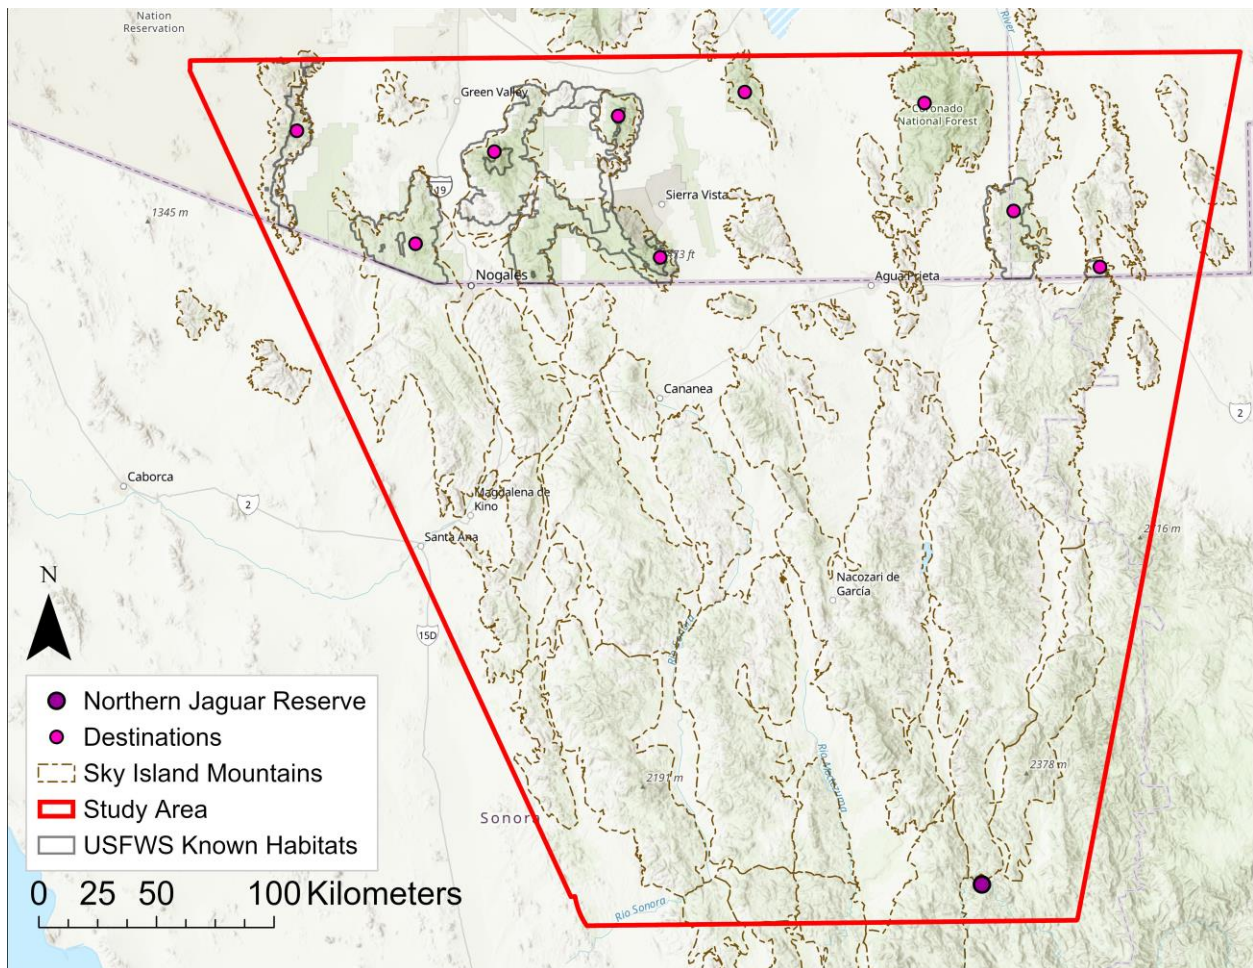 Nation
Reservation
River
Green Valley
Coronado
National Forest
19
Sierra Vista
1345 m
Nogales
Agua Prieta
Cananea
2
Caborca
2
Magdalena de
Kino
Santa Ana
N
Nacozari de
García
15D
2191 m
2378 m
Sonora
Rio Sonora
Northern Jaguar Reserve
Destinations
Sky Island Mountains
Study Area
USFWS Known Habitats
0 25 50 100 Kilometers